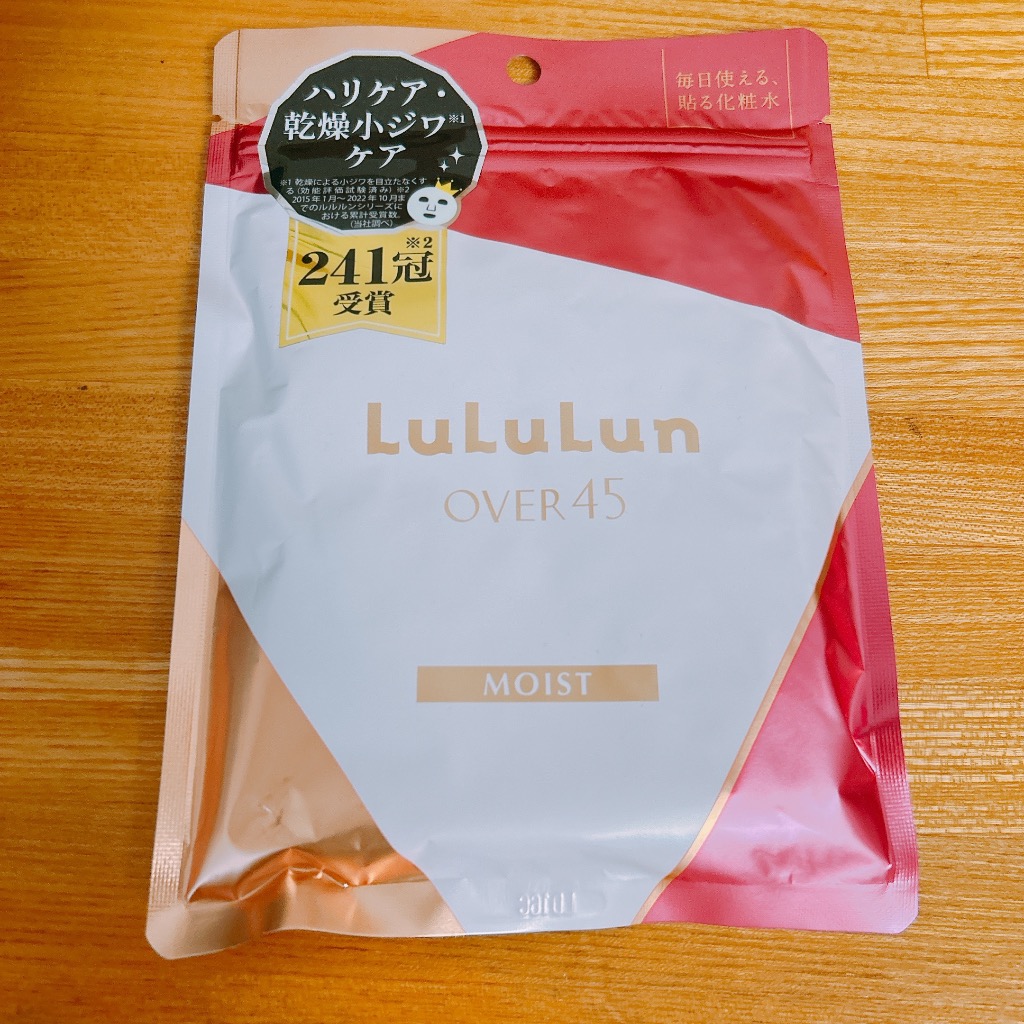 毎日使える、
貼る化粧水
ハリケア・
乾燥小ジワ※1
ケア
※1 乾燥による小ジワを目立たなくす
る(効能評価試験済み) ※2
2015年1月〜2022年10月ま
でのルルルンシリーズに
おける累計受賞数。
(当社調べ)
※2
241冠
受賞
LuLuLun
OVER45
MOIST